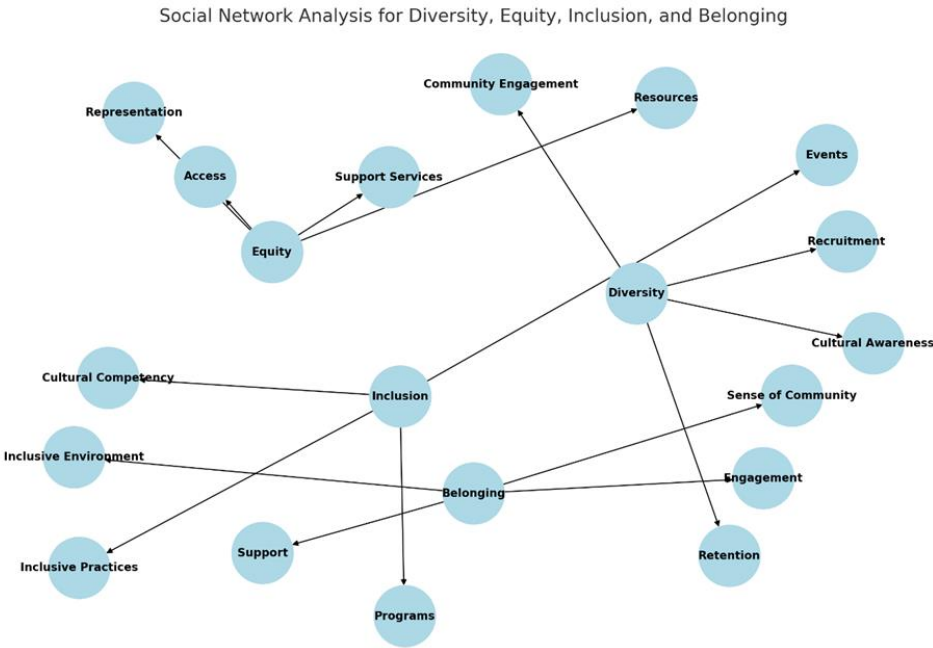 Social Network Analysis for Diversity, Equity, Inclusion, and Belonging
Community Engagement
Resources
Representation
Events
Access
Support Services
Recruitment
Equity
Diversity
Cultural Awareness
Cultural Competency
Inclusion
Sense of Community
Inclusive Environment
Engagement
Belonging
Support
Retention
Inclusive Practices
Programs